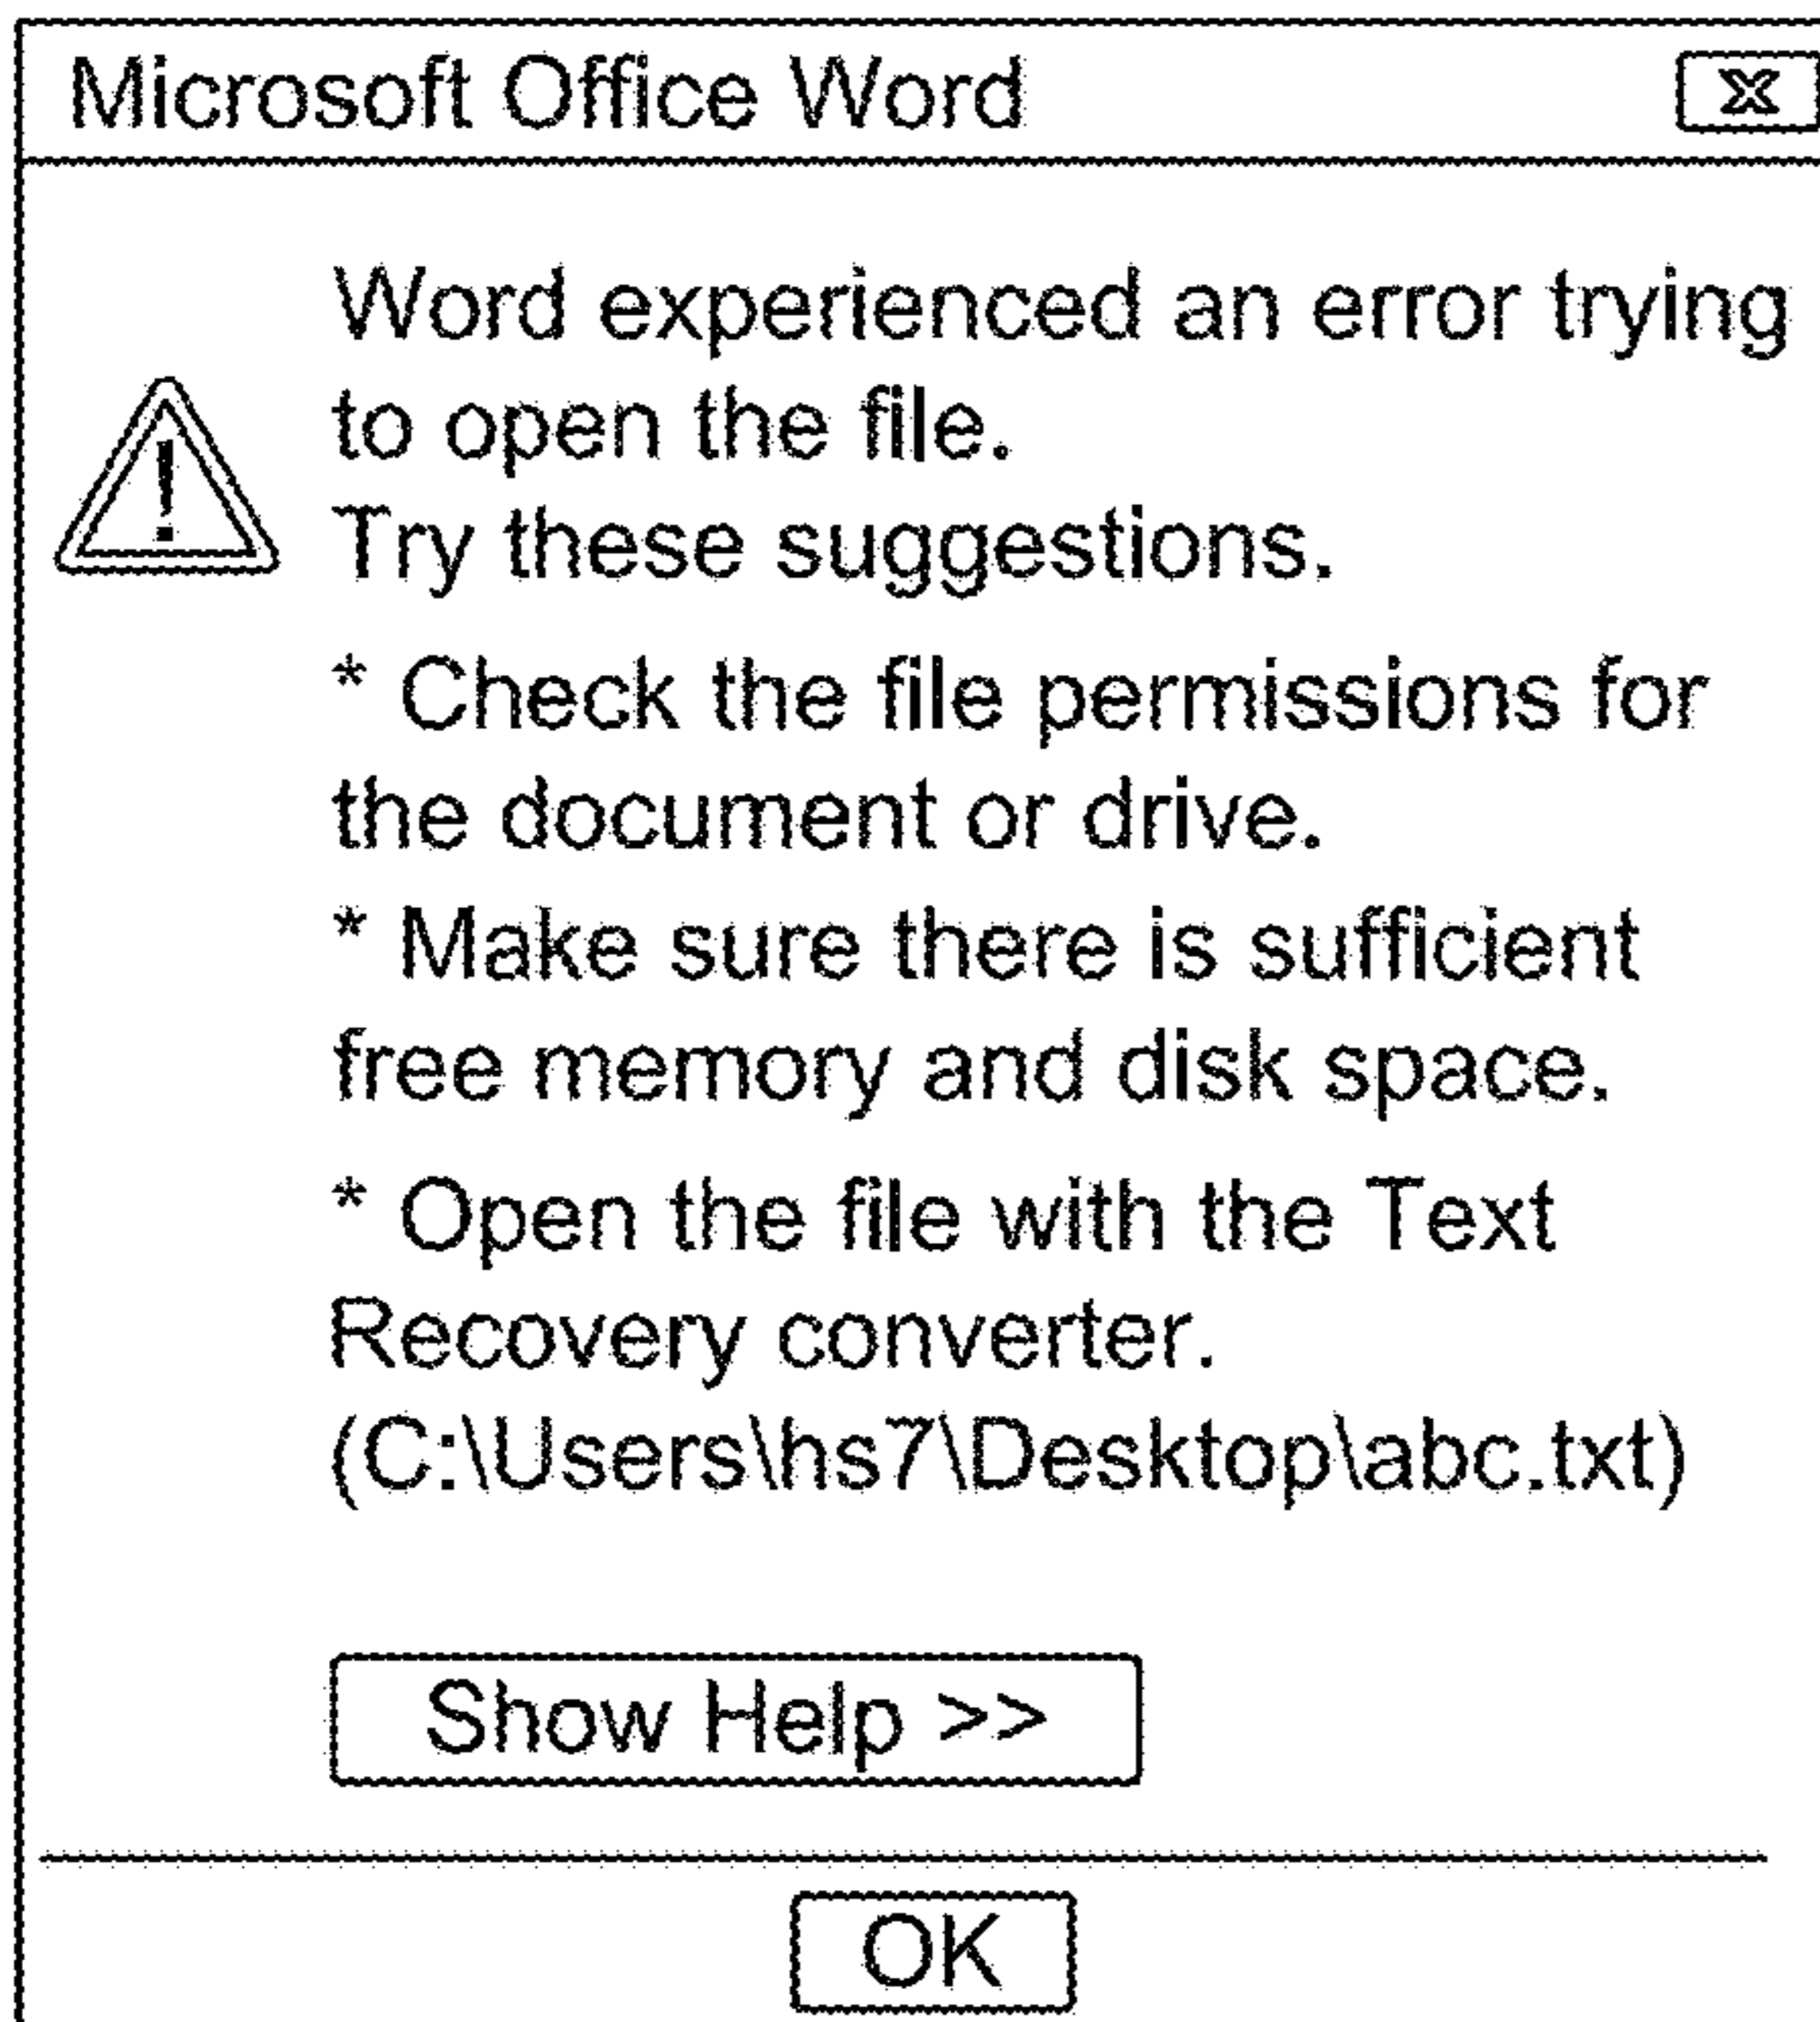 Microsoft Office Word X
Word experienced an error trying
to open the file.
!
Try these suggestions.
* Check the file permissions for
the document or drive.
* Make sure there is sufficient
free memory and disk space.
* Open the file with the Text
Recovery converter.
(C:\Users\hs7\Desktop\abc.txt)
Show Help >>
OK